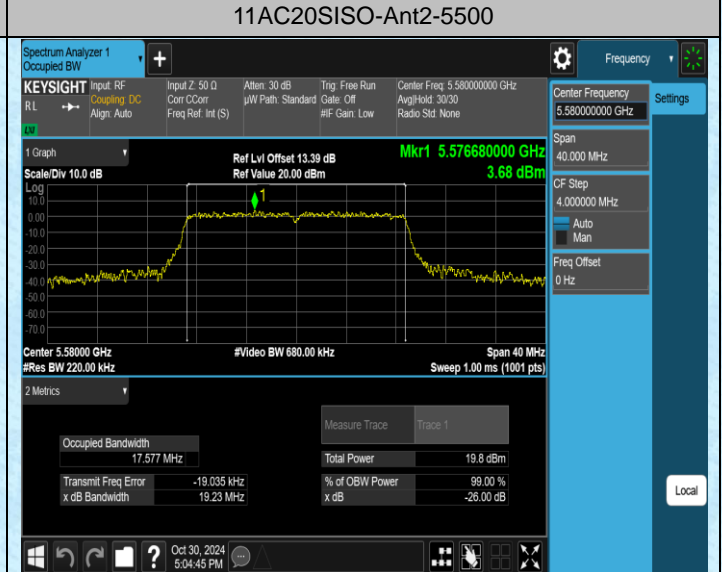 11AC20SISO-Ant2-5500
Spectrum Analyzer 1
Occupied BW
+
Frequency
KEYSIGHT
RL
LXI
Input: RF
Coupling: DC
Align: Auto
Input Z: 50 Ω
Corr CCorr
Freq Ref: Int (S)
Atten: 30 dB
µW Path: Standard
Trig: Free Run
Gate: Off
#IF Gain: Low
Center Freq: 5.580000000 GHz
Avg|Hold: 30/30
Radio Std: None
Center Frequency
5.580000000 GHz
Settings
Span
40.000 MHz
CF Step
4.000000 MHz
Auto
Man
Freq Offset
0 Hz
1 Graph
Scale/Div 10.0 dB
Ref Lvl Offset 13.39 dB
Ref Value 20.00 dBm
Mkr1 5.576680000 GHz
3.68 dBm
Log
10.0
0.00
-10.0
-20.0
-30.0
-40.0
-50.0
-60.0
-70.0
1
Center 5.58000 GHz
#Res BW 220.00 kHz
#Video BW 680.00 kHz
Span 40 MHz
Sweep 1.00 ms (1001 pts)
2 Metrics
Measure Trace Trace 1
Occupied Bandwidth
17.577 MHz
Total Power 19.8 dBm
Transmit Freq Error -19.035 kHz
% of OBW Power 99.00 %
x dB Bandwidth 19.23 MHz
x dB -26.00 dB
Local
?
Oct 30, 2024
5:04:45 PM